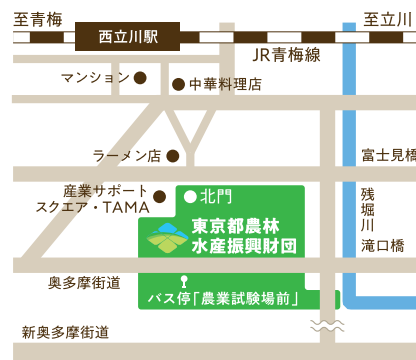 至青梅
至立川
西立川駅
JR青梅線
マンション
中華料理店
ラーメン店
富士見橋
産業サポート
スクエア・TAMA
北門
残堀川
東京都農林
水産振興財団
滝口橋
奥多摩街道
バス停「農業試験場前」
新奥多摩街道